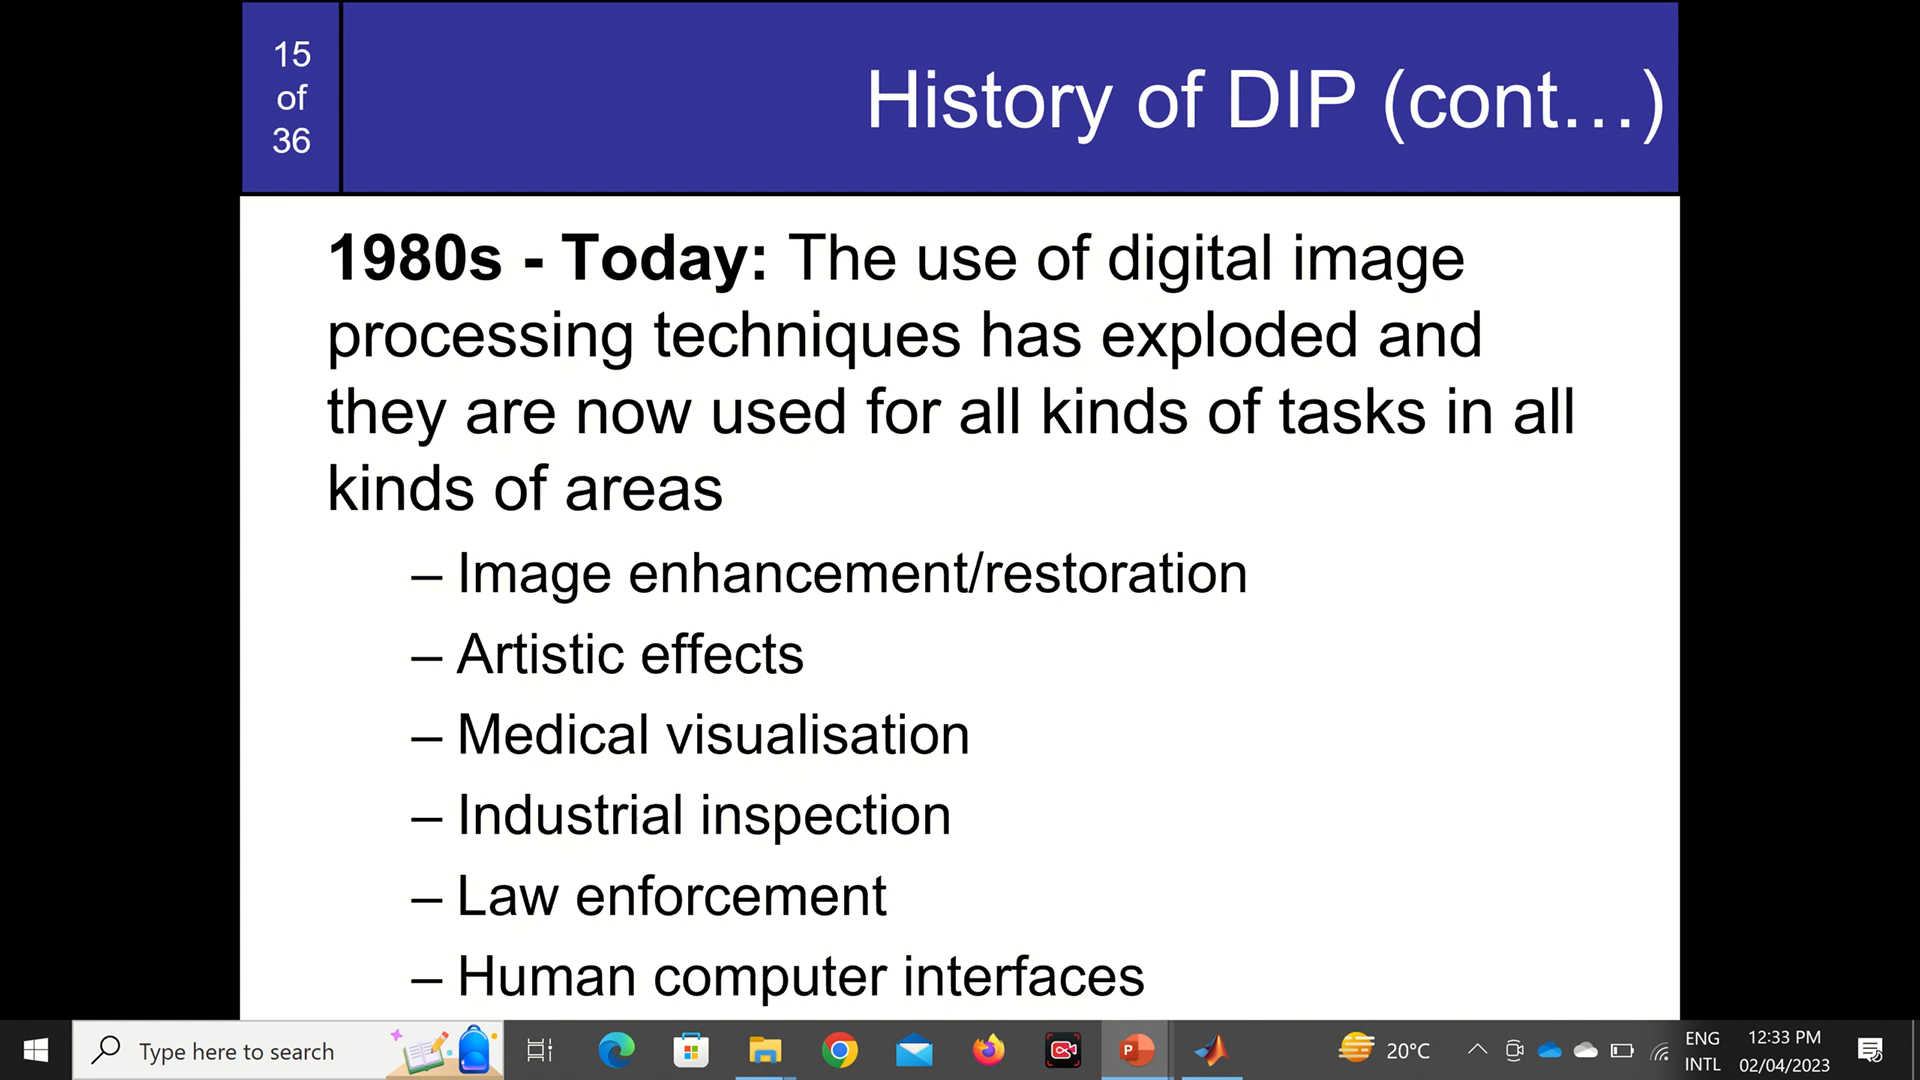 15
of
36
History of DIP (cont…)
1980s - Today: The use of digital image
processing techniques has exploded and
they are now used for all kinds of tasks in all
kinds of areas
– Image enhancement/restoration
– Artistic effects
– Medical visualisation
– Industrial inspection
– Law enforcement
– Human computer interfaces
Type here to search
P
20°C
ENG
INTL
12:33 PM
02/04/2023